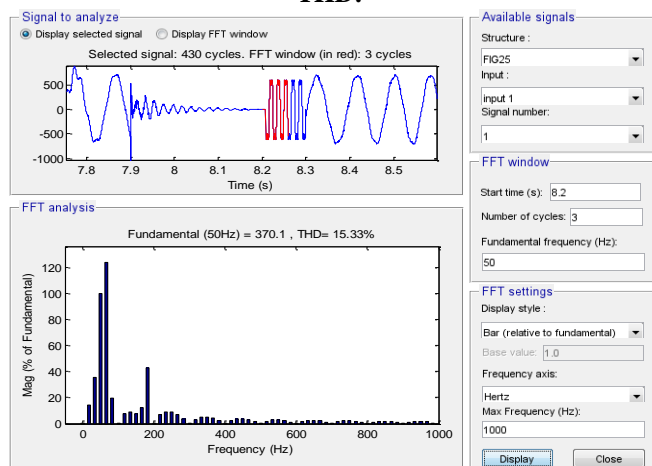 THD.
Signal to analyze
Display selected signal Display FFT window
Selected signal: 430 cycles. FFT window (in red): 3 cycles
500
0
-500
-1000
7.8 7.9 8 8.1 8.2 8.3 8.4 8.5
Time (s)
FFT analysis
Fundamental (50Hz) = 370.1 , THD= 15.33%
Mag (% of Fundamental)
120
100
80
60
40
20
0
0 200 400 600 800 1000
Frequency (Hz)
Available signals
Structure :
FIG25
Input :
input 1
Signal number:
1
FFT window
Start time (s): 8.2
Number of cycles: 3
Fundamental frequency (Hz):
50
FFT settings
Display style :
Bar (relative to fundamental)
Base value: 1.0
Frequency axis:
Hertz
Max Frequency (Hz):
1000
Display Close